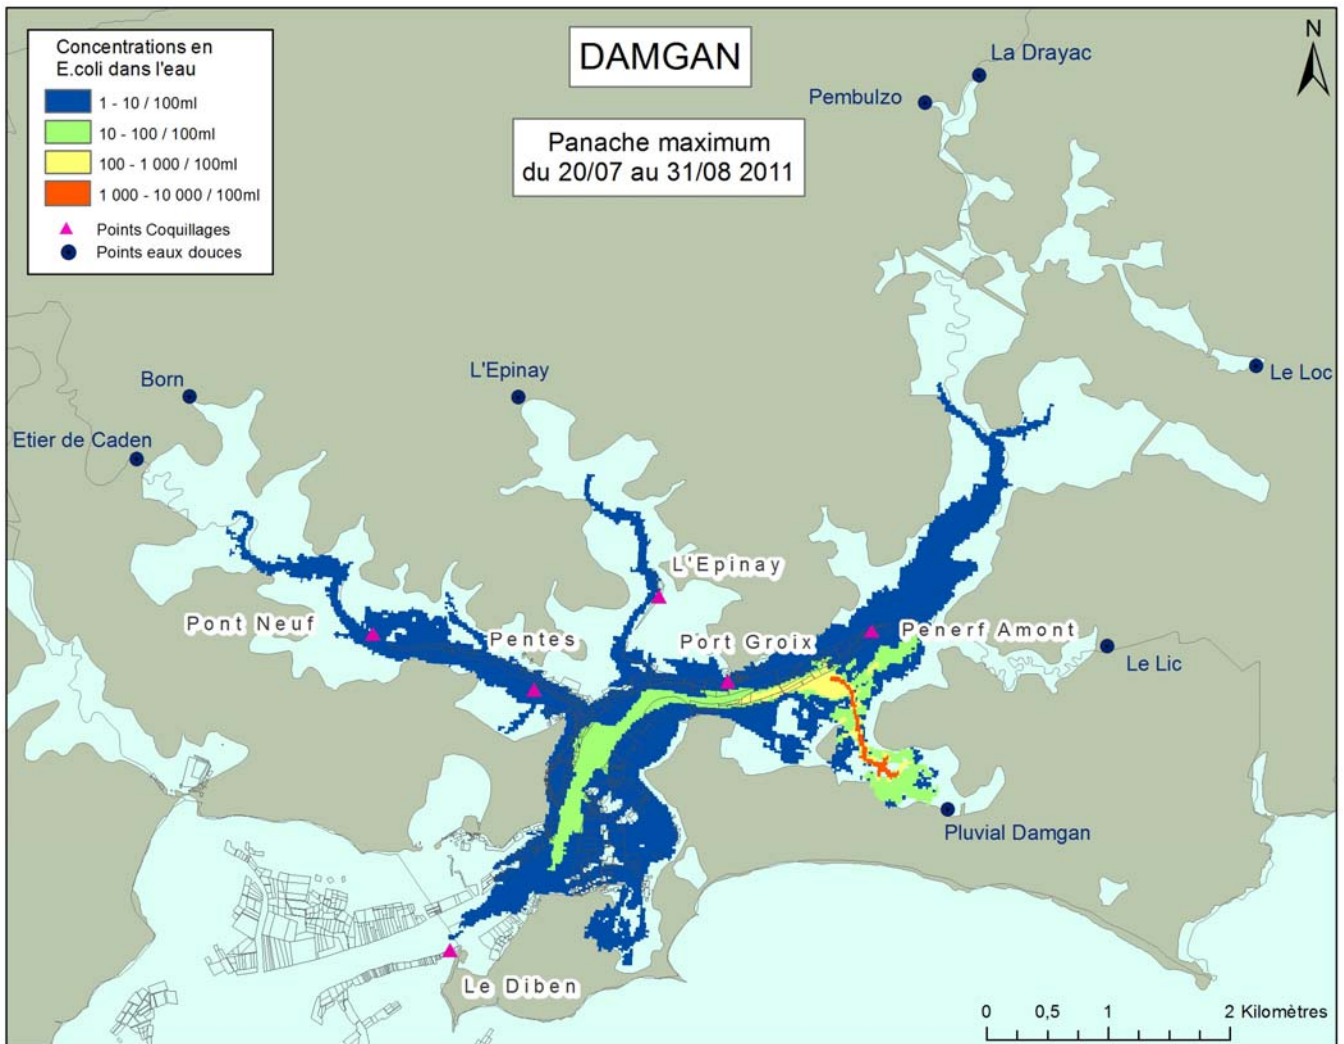 Concentrations en
E.coli dans l'eau
1 - 10 / 100ml
10 - 100 / 100ml
100 - 1 000 / 100ml
1 000 - 10 000 / 100ml
Points Coquillages
Points eaux douces
DAMGAN
Panache maximum
du 20/07 au 31/08 2011
N
La Drayac
Pembulzo
Le Loc
Born
L'Epinay
Etier de Caden
L'Epinay
Pont Neuf
Pentes
Port Groix
Penerf Amont
Le Lic
Pluvial Damgan
Le Diben
0 0,5 1 2 Kilomètres